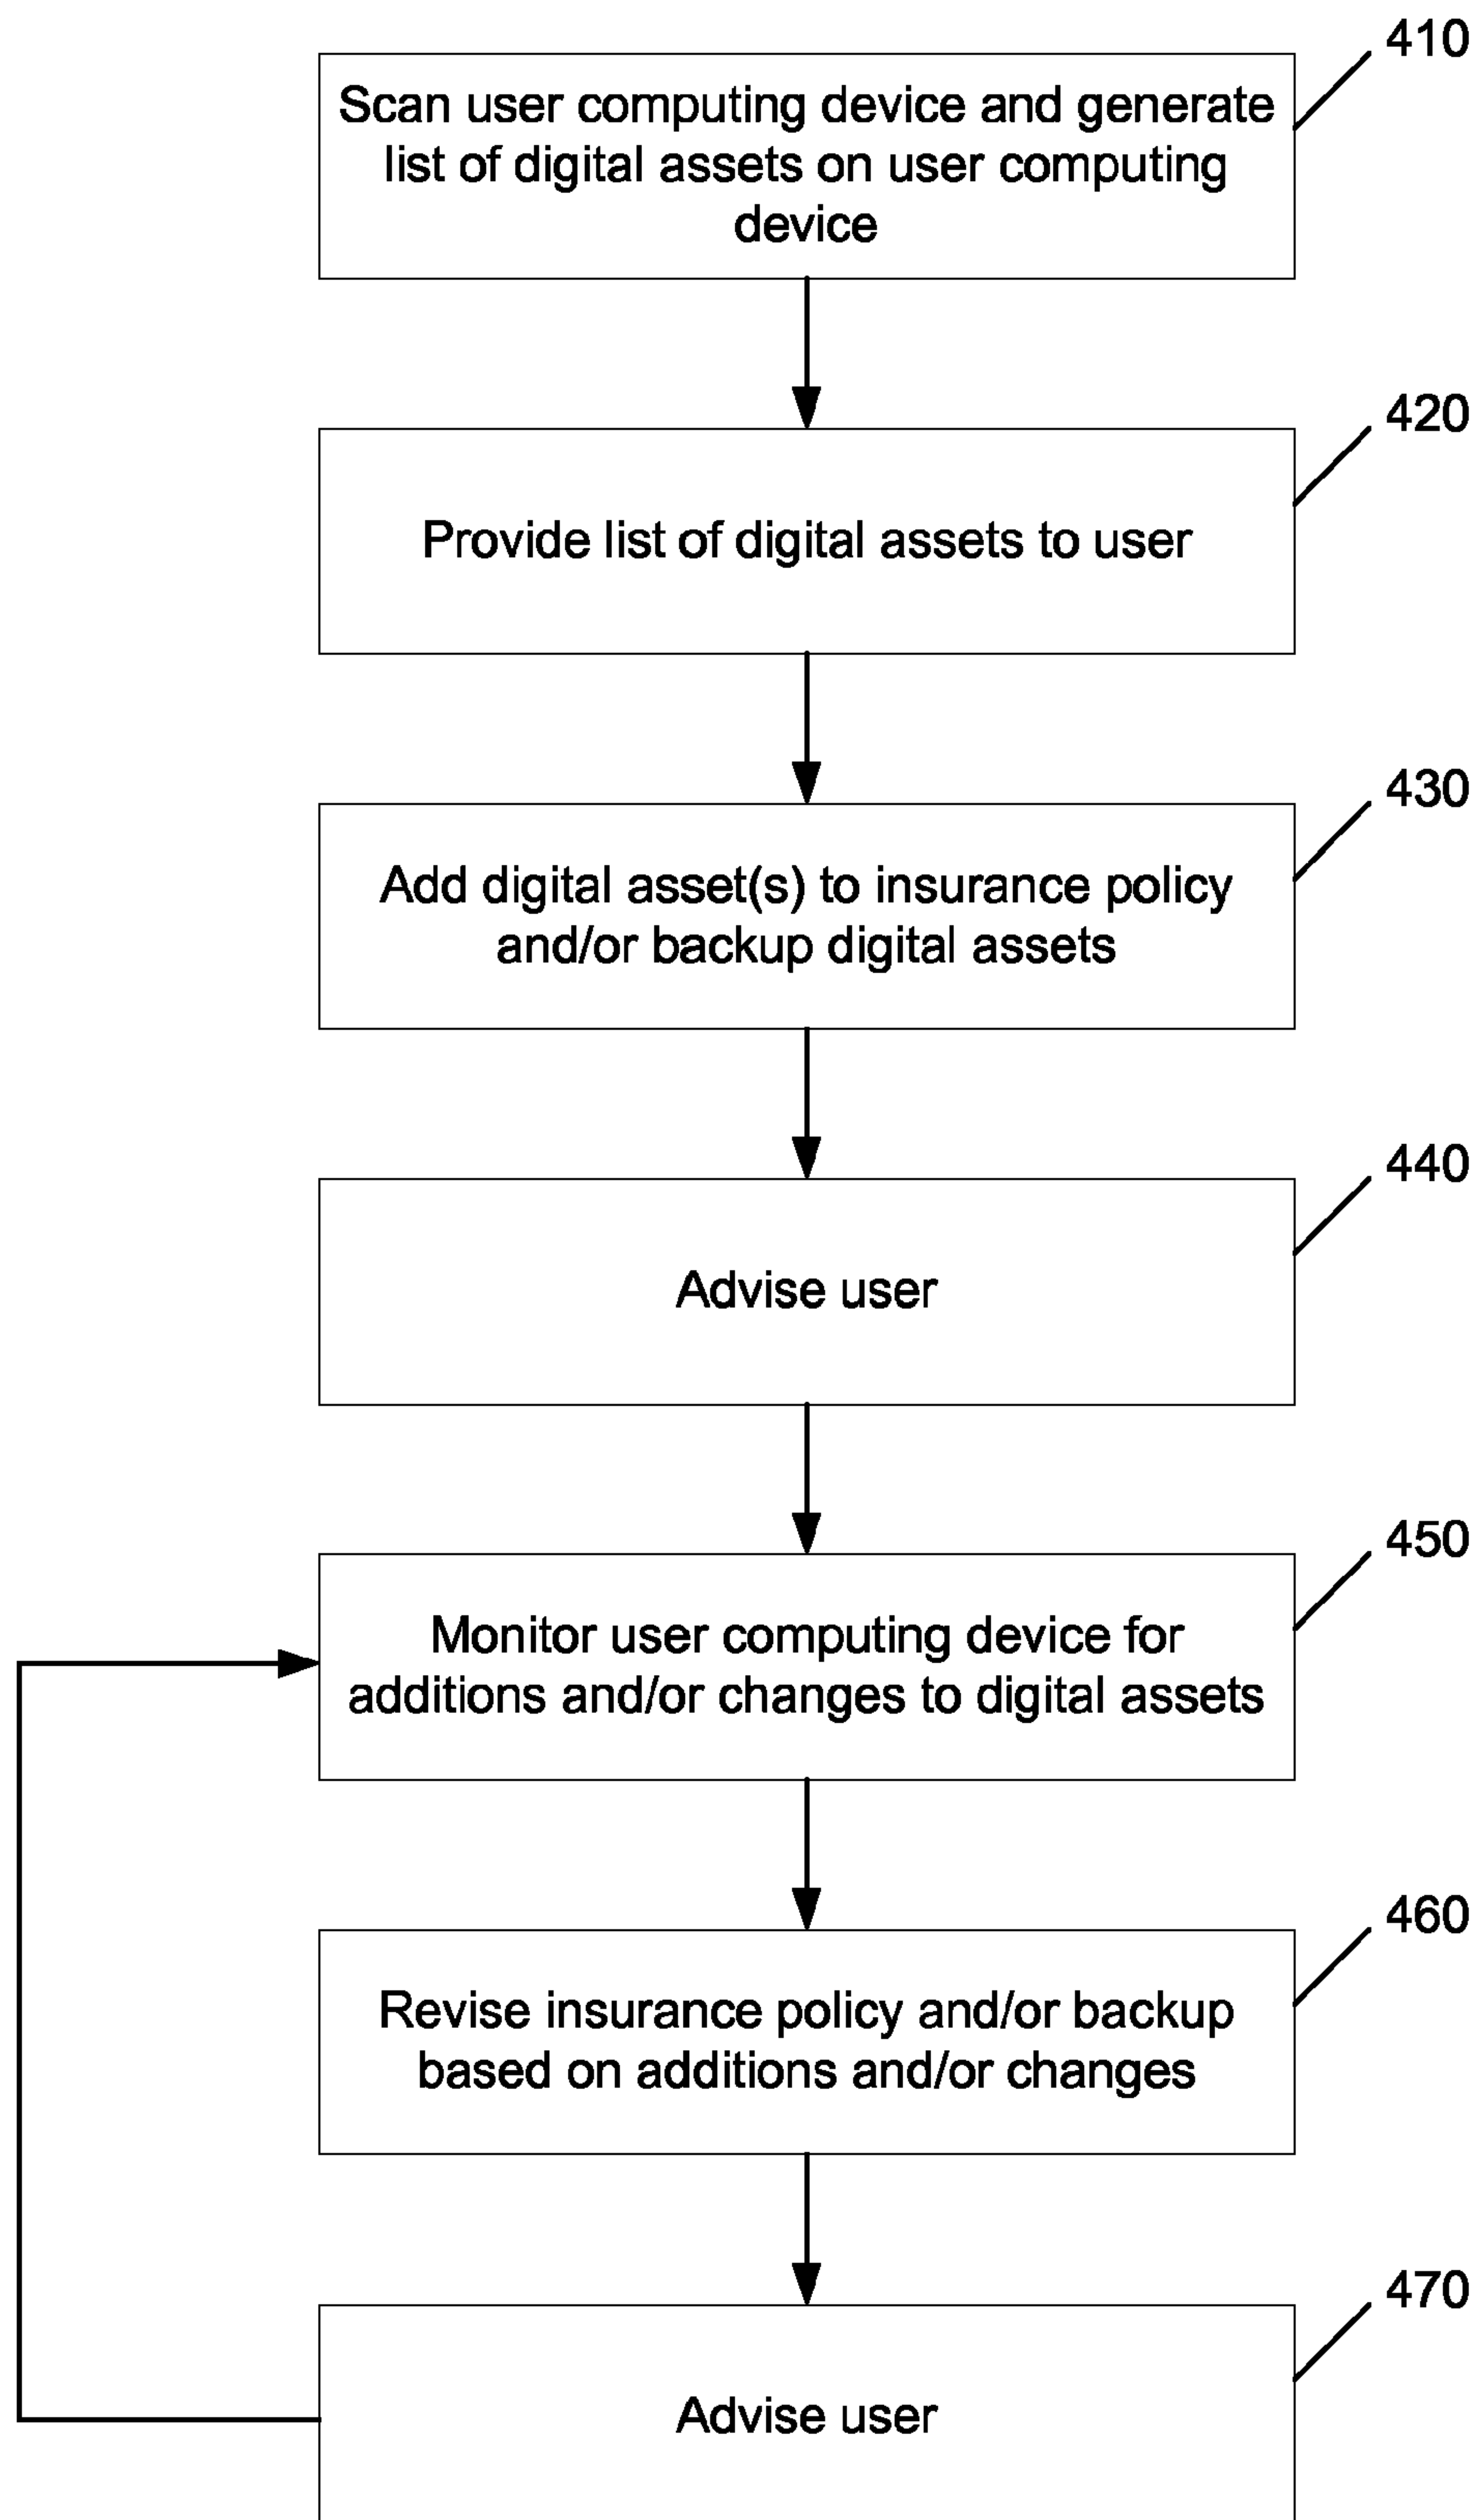 410
Scan user computing device and generate
list of digital assets on user computing
device
420
Provide list of digital assets to user
430
Add digital asset(s) to insurance policy
and/or backup digital assets
440
Advise user
450
Monitor user computing device for
additions and/or changes to digital assets
460
Revise insurance policy and/or backup
based on additions and/or changes
470
Advise user